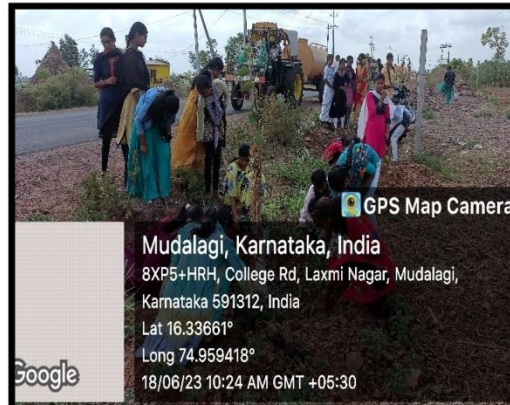 GPS Map Camera
Mudalagi, Karnataka, India
8XP5+HRH, College Rd, Laxmi Nagar, Mudalagi,
Karnataka 591312, India
Lat 16.33661°
Long 74.959418°
18/06/23 10:24 AM GMT +05:30
Google